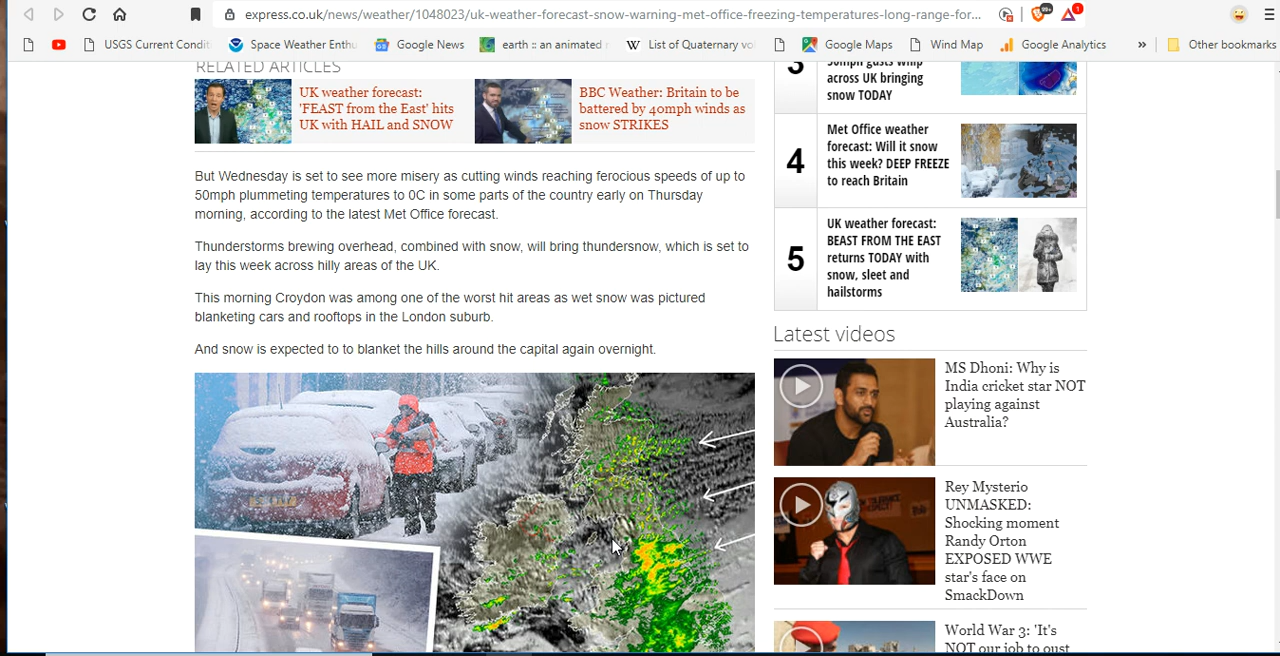 express.co.uk/news/weather/1048023/uk-weather-forecast-snow-warning-met-office-freezing-temperatures-long-range-for...
99+
1
USGS Current Conditi
Space Weather Enthu
Google News
earth :: an animated
W
List of Quaternary vo
Google Maps
Wind Map
Google Analytics
»
Other bookmarks
RELATED ARTICLES
UK weather forecast:
'FEAST from the East' hits
UK with HAIL and SNOW
BBC Weather: Britain to be
battered by 40mph winds as
snow STRIKES
But Wednesday is set to see more misery as cutting winds reaching ferocious speeds of up to
50mph plummeting temperatures to 0C in some parts of the country early on Thursday
morning, according to the latest Met Office forecast.
Thunderstorms brewing overhead, combined with snow, will bring thundersnow, which is set to
lay this week across hilly areas of the UK.
This morning Croydon was among one of the worst hit areas as wet snow was pictured
blanketing cars and rooftops in the London suburb.
And snow is expected to to blanket the hills around the capital again overnight.
3
50mph gusts whip
across UK bringing
snow TODAY
4
Met Office weather
forecast: Will it snow
this week? DEEP FREEZE
to reach Britain
5
UK weather forecast:
BEAST FROM THE EAST
returns TODAY with
snow, sleet and
hailstorms
Latest videos
MS Dhoni: Why is
India cricket star NOT
playing against
Australia?
Rey Mysterio
UNMASKED:
Shocking moment
Randy Orton
EXPOSED WWE
star's face on
SmackDown
World War 3: 'It's
NOT our job to oust